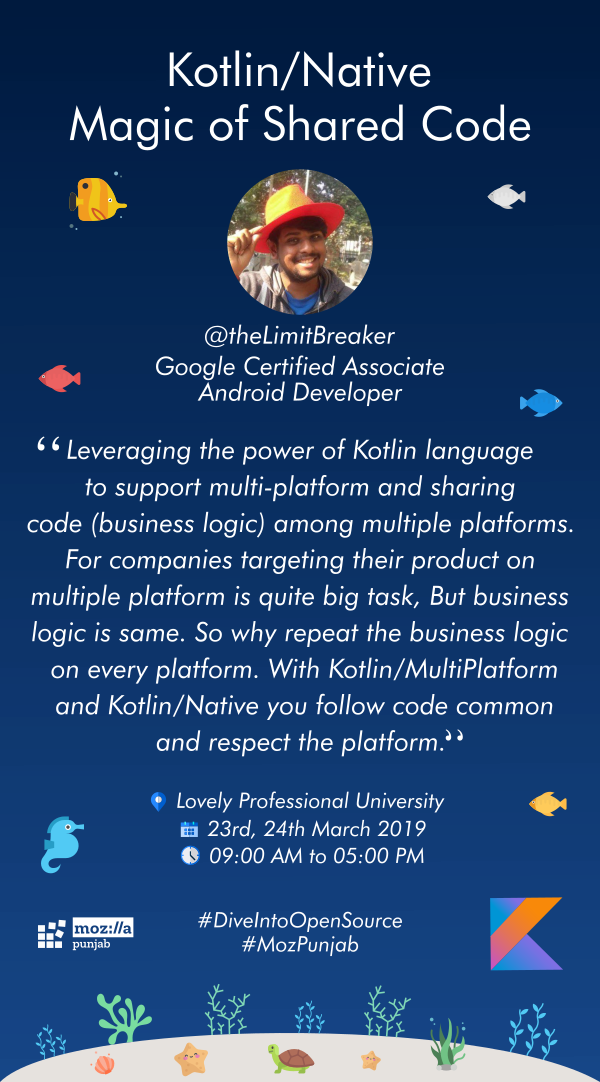 Kotlin/Native
Magic of Shared Code
@theLimitBreaker
Google Certified Associate
Android Developer
“Leveraging the power of Kotlin language
to support multi-platform and sharing
code (business logic) among multiple platforms.
For companies targeting their product on
multiple platform is quite big task, But business
logic is same. So why repeat the business logic
on every platform. With Kotlin/MultiPlatform
and Kotlin/Native you follow code common
and respect the platform.”
Lovely Professional University
23rd, 24th March 2019
09:00 AM to 05:00 PM
moz://a
punjab
#DiveIntoOpenSource
#MozPunjab